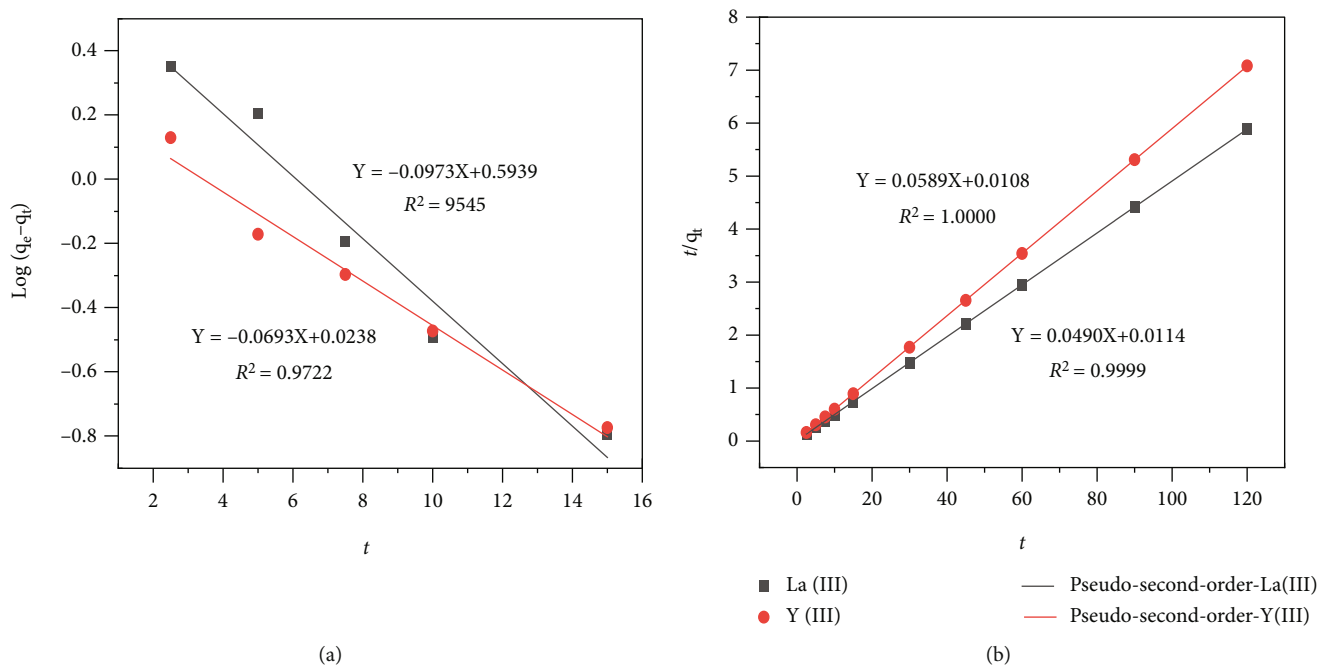 0.4
0.2
0.0
−0.2
−0.4
−0.6
−0.8
Log (qe−qt)
Y = −0.0973X+0.5939
R² = 9545
Y = −0.0693X+0.0238
R² = 0.9722
2 4 6 8 10 12 14 16
t
(a)
8
7
6
5
4
3
2
1
0
t/qt
Y = 0.0589X+0.0108
R² = 1.0000
Y = 0.0490X+0.0114
R² = 0.9999
0 20 40 60 80 100 120
t
La (III) Pseudo-second-order-La(III)
Y (III) Pseudo-second-order-Y(III)
(b)